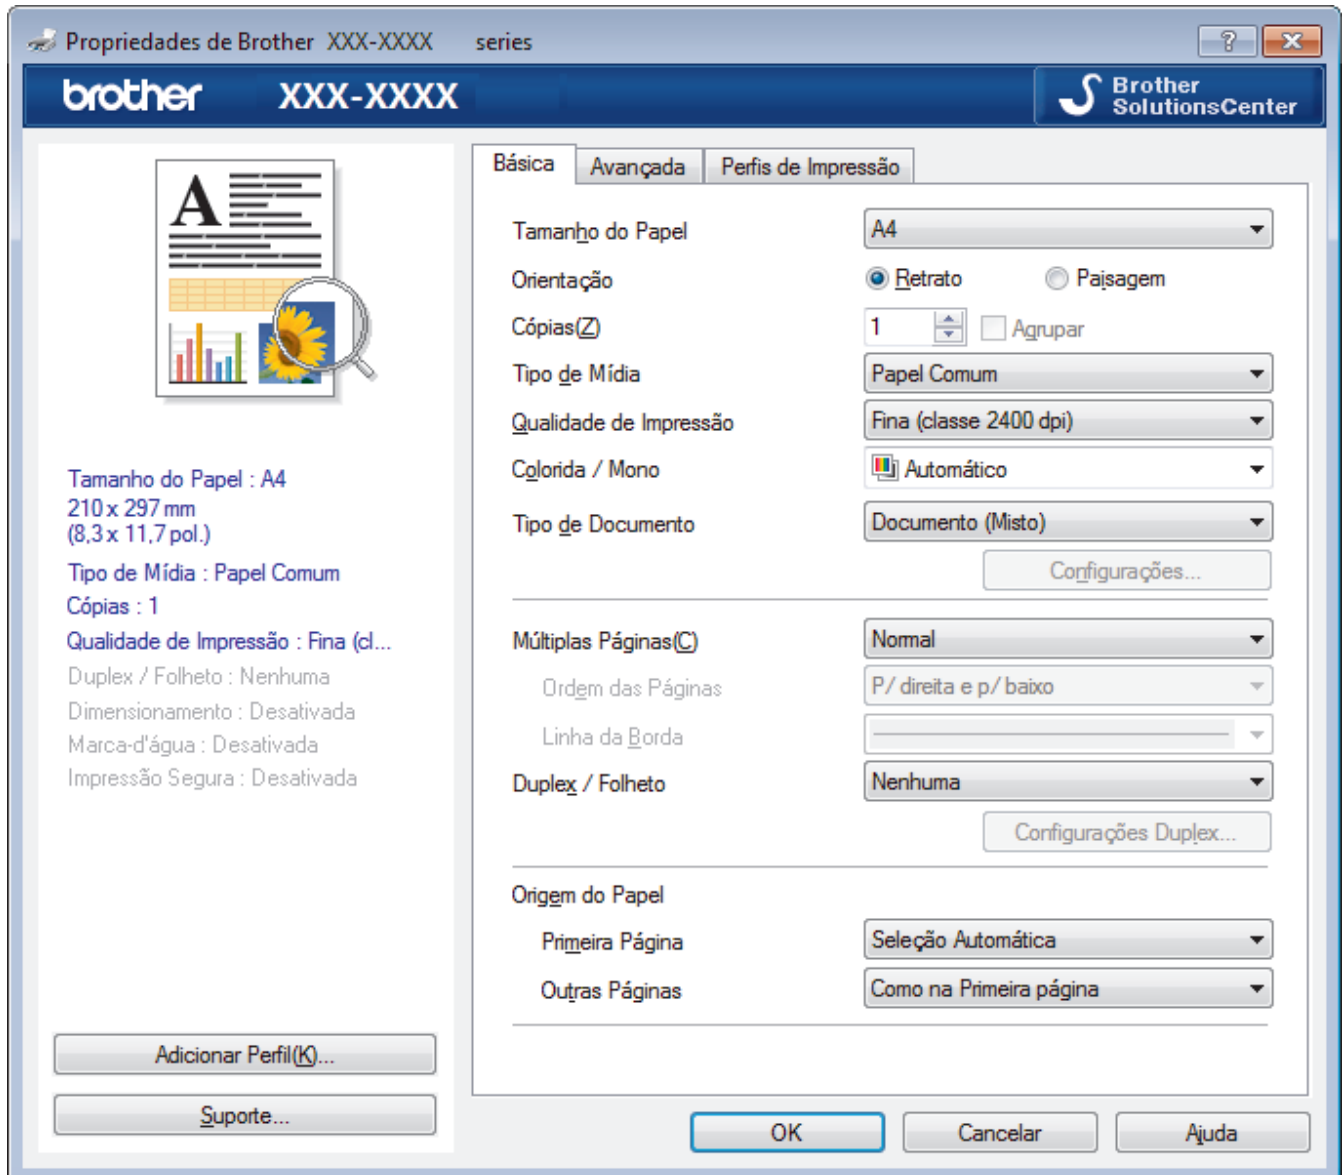 Propriedades de Brother XXX-XXXX series
brother XXX-XXXX
Brother
SolutionsCenter
A
Tamanho do Papel : A4
210 x 297 mm
(8,3 x 11,7 pol.)
Tipo de Mídia : Papel Comum
Cópias : 1
Qualidade de Impressão : Fina (cl...
Duplex / Folheto : Nenhuma
Dimensionamento : Desativada
Marca-d'água : Desativada
Impressão Segura : Desativada
Adicionar Perfil(K)...
Suporte...
Básica Avançada Perfis de Impressão
Tamanho do Papel A4
Orientação Retrato Paisagem
Cópias(Z) 1 Agrupar
Tipo de Mídia Papel Comum
Qualidade de Impressão Fina (classe 2400 dpi)
Colorida / Mono Automático
Tipo de Documento Documento (Misto)
Configurações...
Múltiplas Páginas(C) Normal
Ordem das Páginas P/ direita e p/ baixo
Linha da Borda
Duplex / Folheto Nenhuma
Configurações Duplex...
Origem do Papel
Primeira Página Seleção Automática
Outras Páginas Como na Primeira página
OK Cancelar Ajuda